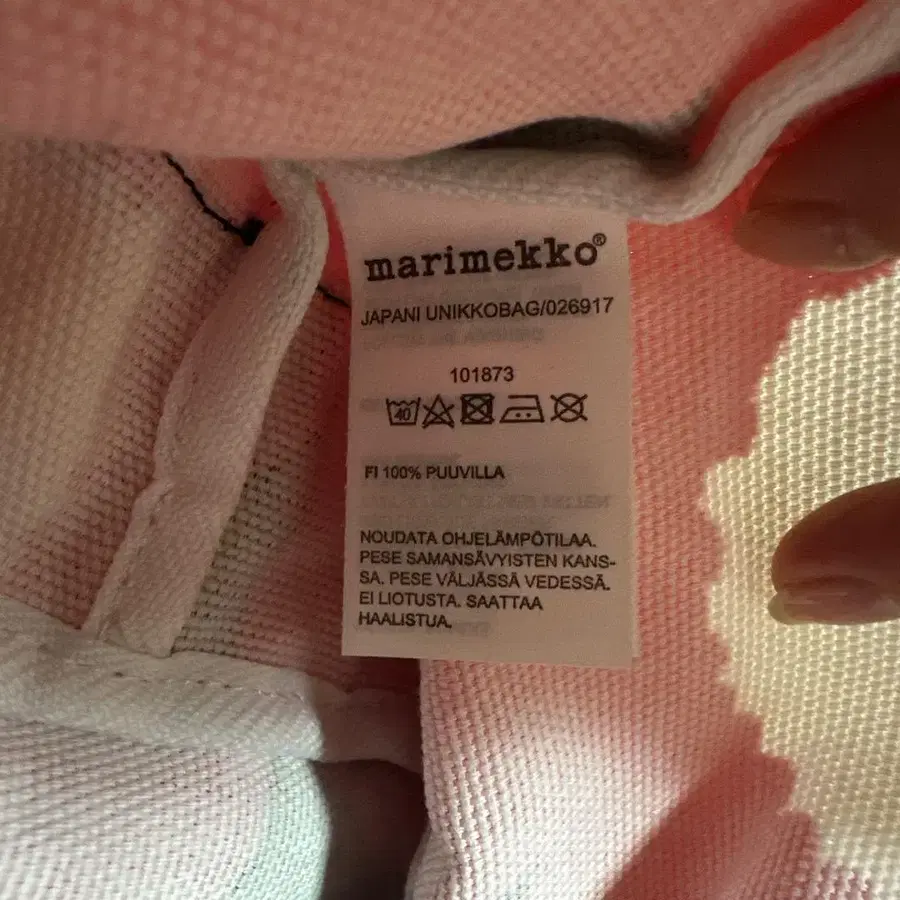 marimekko®
JAPANI UNIKKOBAG/026917
101873
40
FI 100% PUUVILLA
NOUDATA OHJELÄMPÖTILAA.
PESE SAMANSÄVYISTEN KANS-
SA. PESE VÄLJÄSSÄ VEDESSÄ.
EI LIOTUSTA. SAATTAA
HAALISTUA.